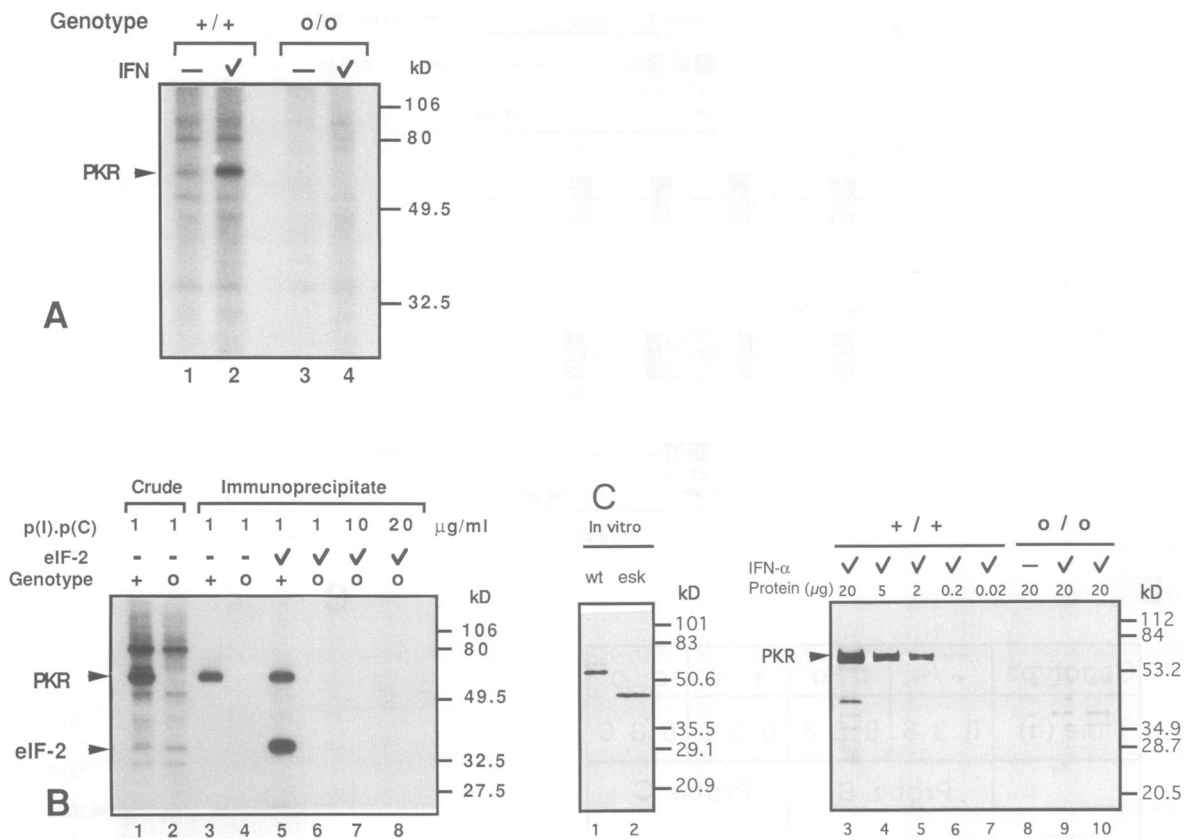 Genotype +/+ o/o
IFN — ✓ — ✓ kD
106
80
PKR
49.5
32.5
A
1 2 3 4
Crude Immunoprecipitate
p(I).p(C) 1 1 1 1 1 1 10 20 µg/ml
eIF-2 - - - - ✓ ✓ ✓ ✓
Genotype + o + o + o o o
kD
106
80
PKR
49.5
eIF-2
32.5
27.5
B
1 2 3 4 5 6 7 8
C
In vitro
wt esk
kD
101
83
50.6
35.5
29.1
20.9
1 2
+ / + o / o
IFN-α ✓ ✓ ✓ ✓ ✓ — ✓ ✓
Protein (µg) 20 5 2 0.2 0.02 20 20 20 kD
112
84
PKR
53.2
34.9
28.7
20.5
3 4 5 6 7 8 9 10